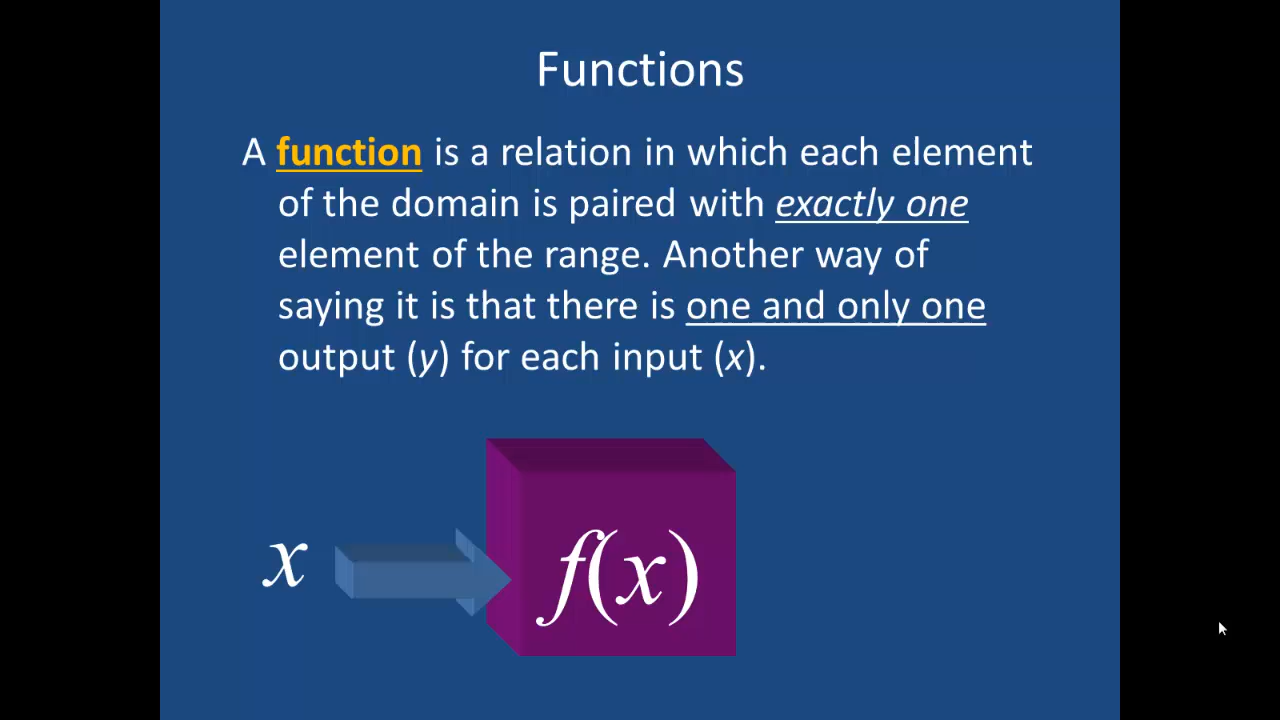 Functions
A function is a relation in which each element
of the domain is paired with exactly one
element of the range. Another way of
saying it is that there is one and only one
output (y) for each input (x).
x
f(x)